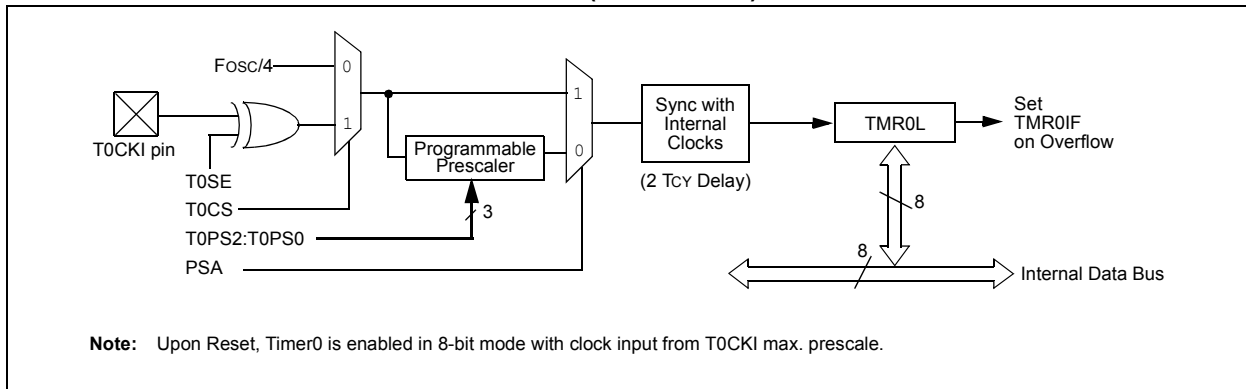 FOSC/4
0
1
T0CKI pin
T0SE
T0CS
T0PS2:T0PS0
PSA
Programmable
Prescaler
3
1
0
Sync with
Internal
Clocks
(2 TCY Delay)
TMR0L
Set
TMR0IF
on Overflow
8
8
Internal Data Bus
Note: Upon Reset, Timer0 is enabled in 8-bit mode with clock input from T0CKI max. prescale.